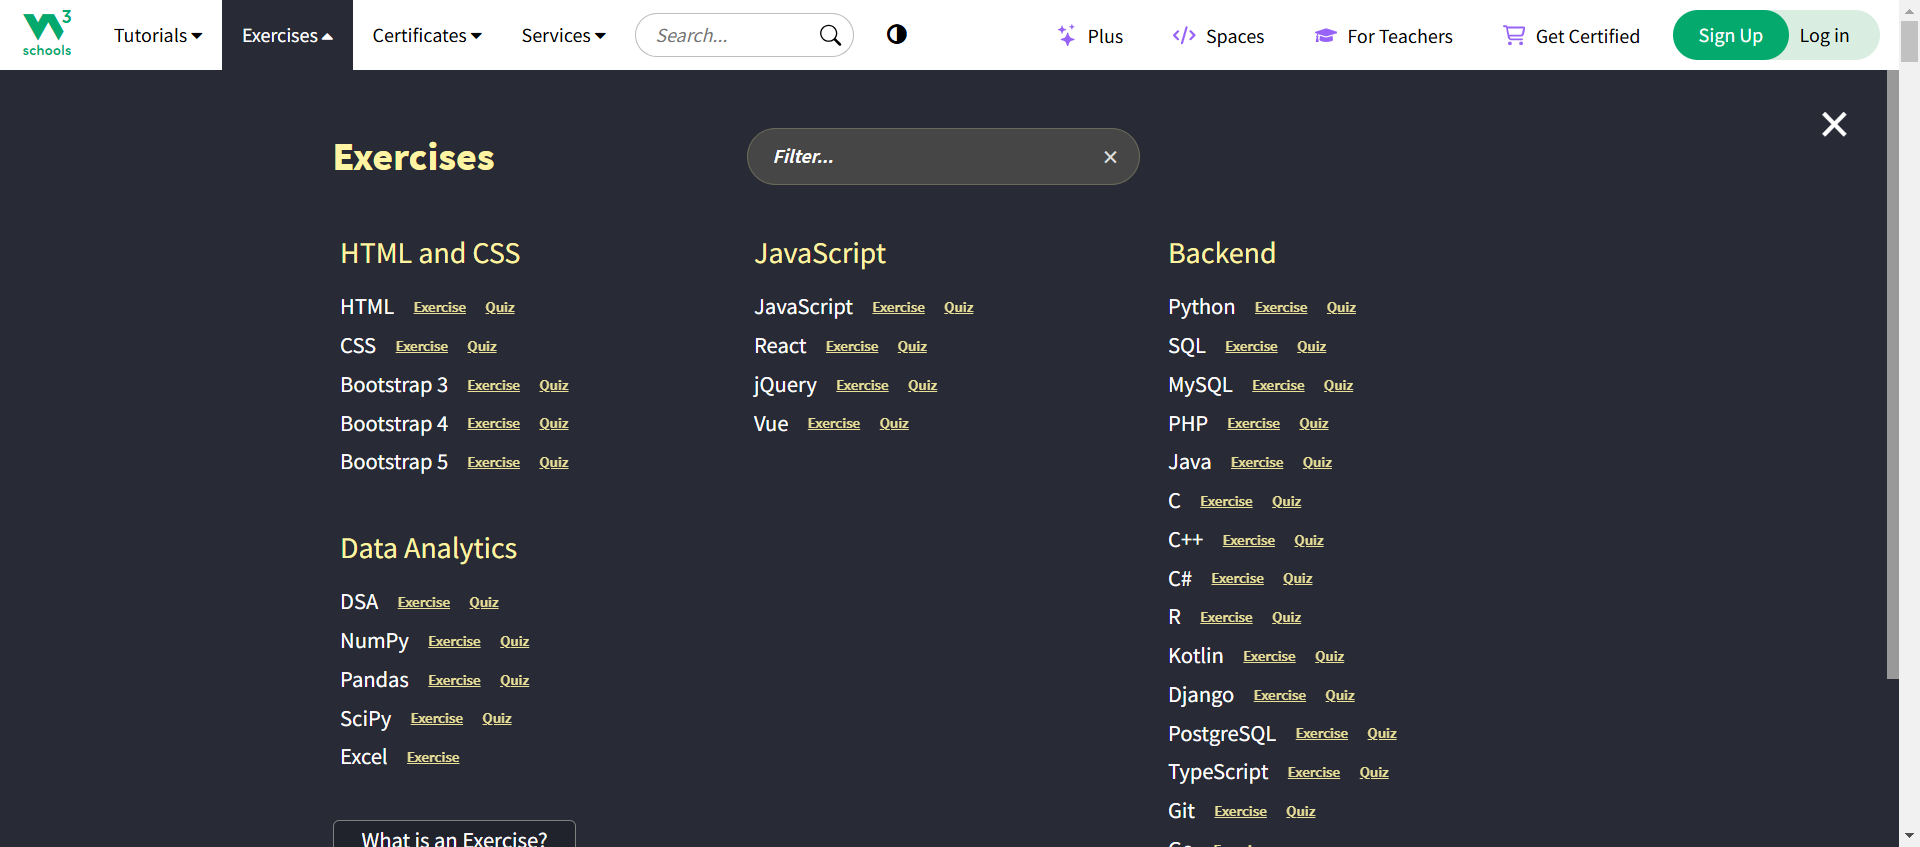 3
schools
Tutorials
Exercises
Certificates
Services
Search...
Plus
Spaces
For Teachers
Get Certified
Sign Up
Log in
Exercises
Filter...
HTML and CSS
HTML Exercise Quiz
CSS Exercise Quiz
Bootstrap 3 Exercise Quiz
Bootstrap 4 Exercise Quiz
Bootstrap 5 Exercise Quiz
Data Analytics
DSA Exercise Quiz
NumPy Exercise Quiz
Pandas Exercise Quiz
SciPy Exercise Quiz
Excel Exercise
What is an Exercise?
JavaScript
JavaScript Exercise Quiz
React Exercise Quiz
jQuery Exercise Quiz
Vue Exercise Quiz
Backend
Python Exercise Quiz
SQL Exercise Quiz
MySQL Exercise Quiz
PHP Exercise Quiz
Java Exercise Quiz
C Exercise Quiz
C++ Exercise Quiz
C# Exercise Quiz
R Exercise Quiz
Kotlin Exercise Quiz
Django Exercise Quiz
PostgreSQL Exercise Quiz
TypeScript Exercise Quiz
Git Exercise Quiz